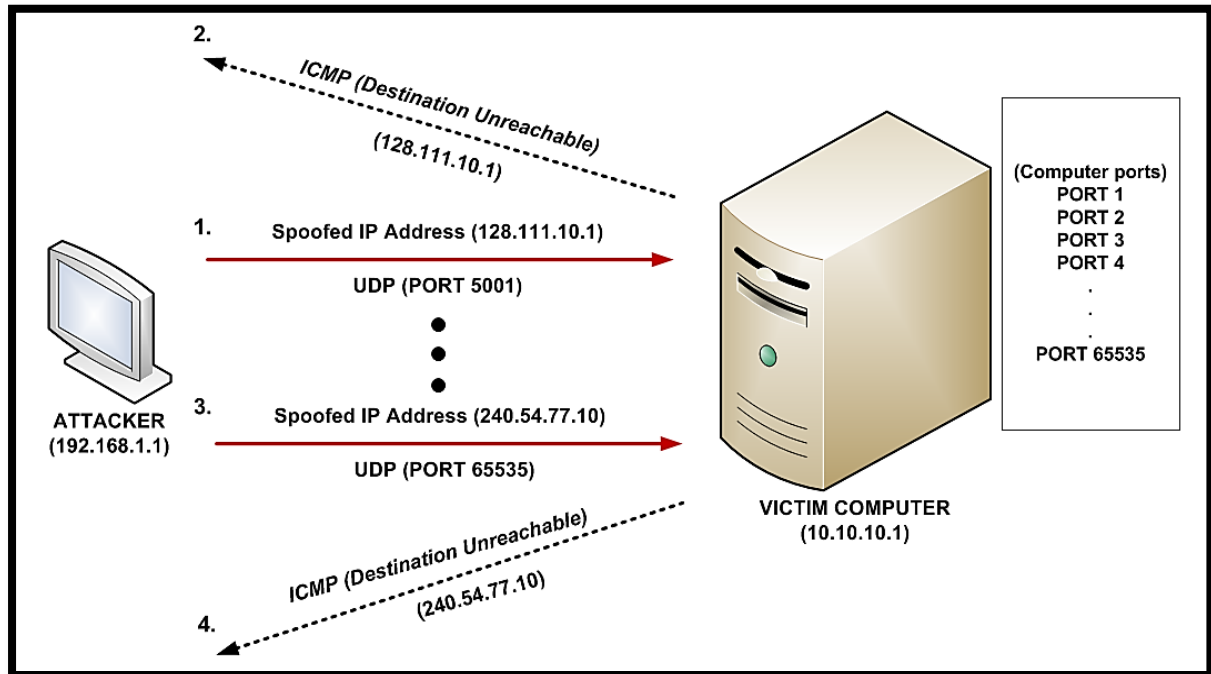 2.
ICMP (Destination Unreachable)
(128.111.10.1)
1.
Spoofed IP Address (128.111.10.1)
UDP (PORT 5001)
3.
Spoofed IP Address (240.54.77.10)
UDP (PORT 65535)
ATTACKER
(192.168.1.1)
4.
ICMP (Destination Unreachable)
(240.54.77.10)
VICTIM COMPUTER
(10.10.10.1)
(Computer ports)
PORT 1
PORT 2
PORT 3
PORT 4
.
.
.
PORT 65535